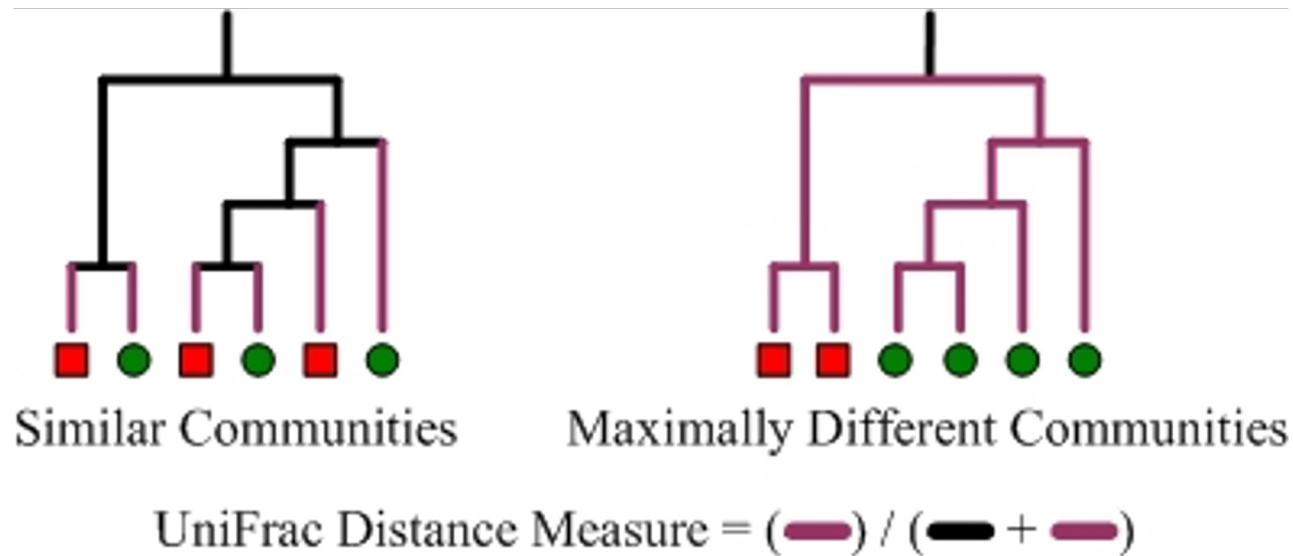 Similar Communities
Maximally Different Communities
UniFrac Distance Measure = ( ) / ( + )